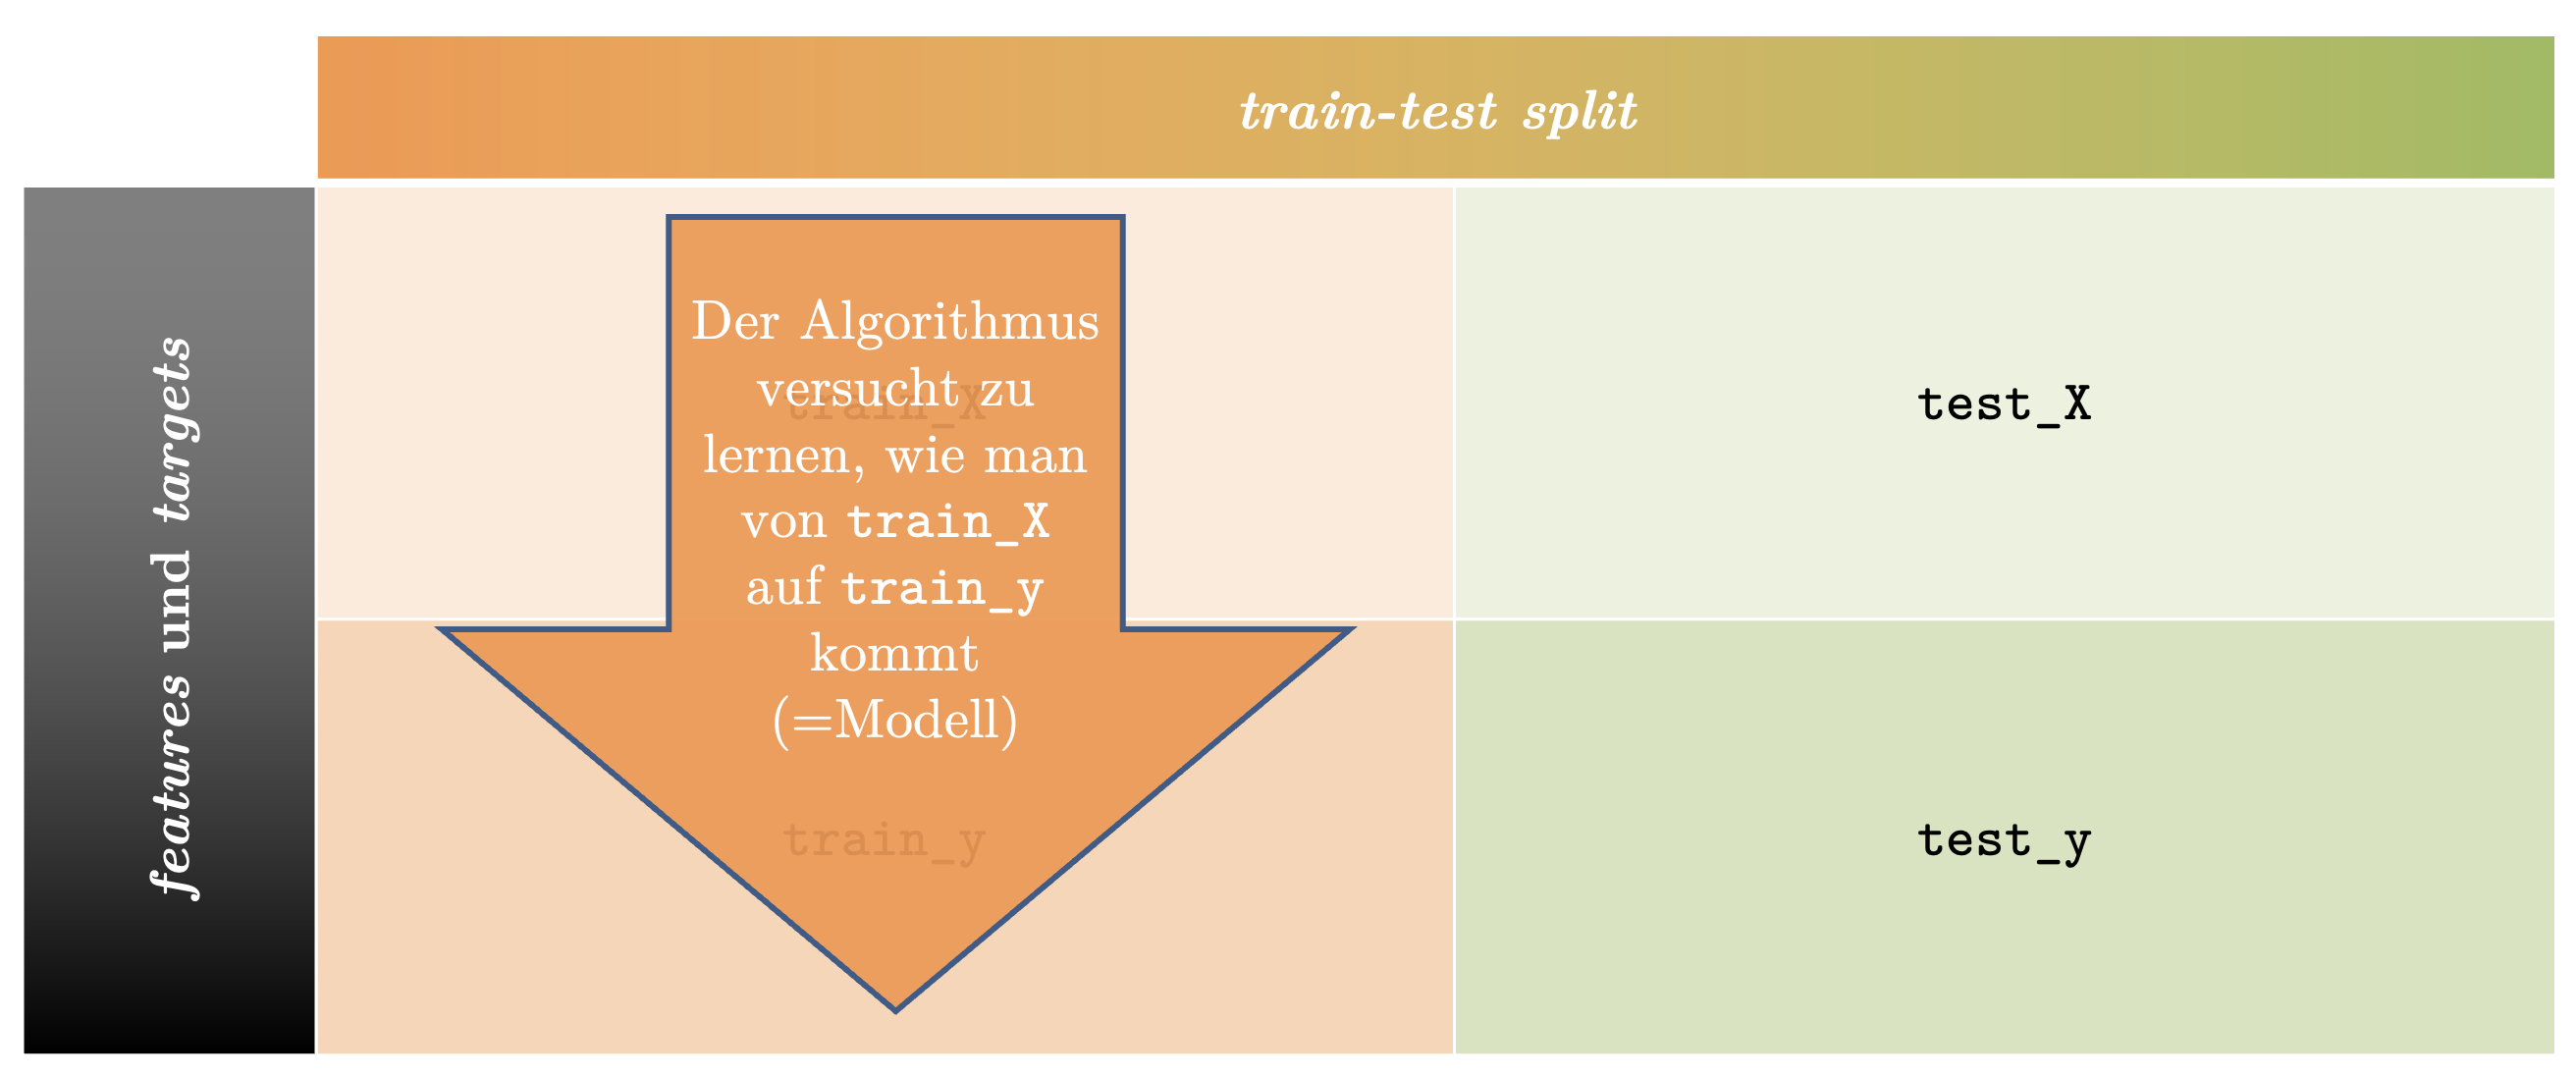 train-test split
features und targets
Der Algorithmus
versucht zu
train_X
lernen, wie man
von train_X
auf train_y
kommt
(=Modell)
train_y
test_X
test_y